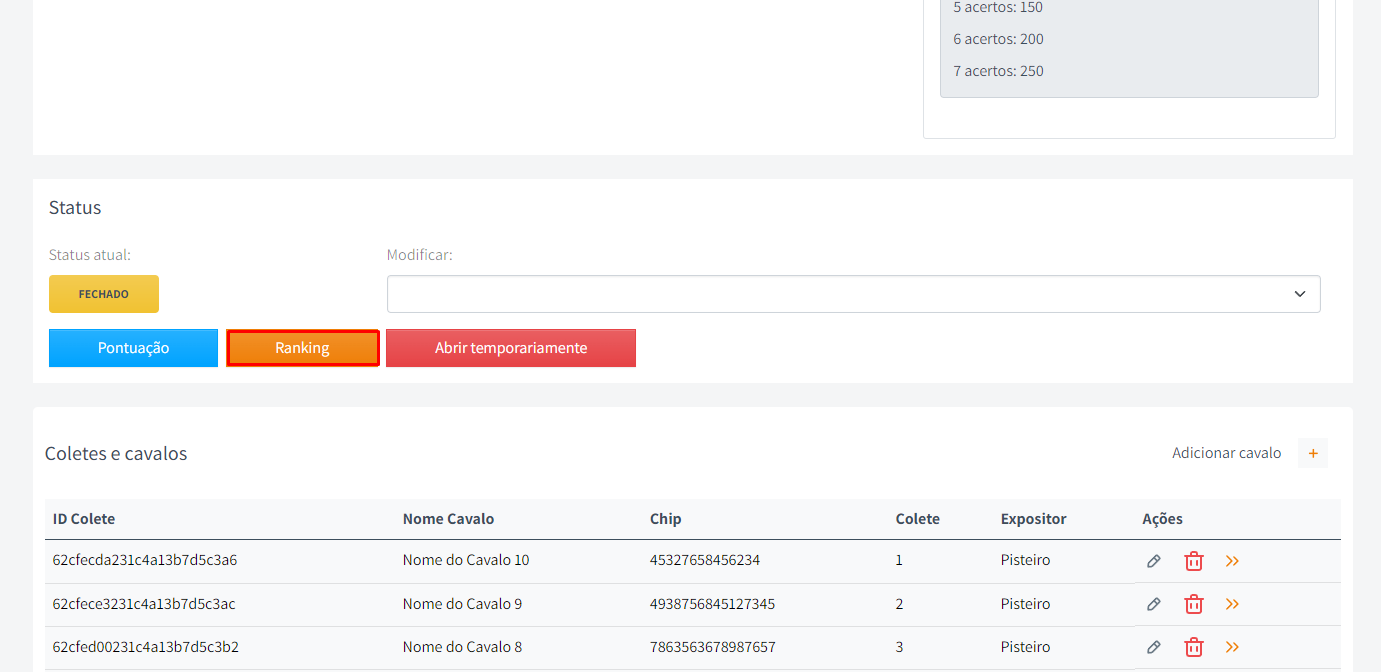 5 acertos: 150
6 acertos: 200
7 acertos: 250
Status
Status atual:
Modificar:
FECHADO
Pontuação
Ranking
Abrir temporariamente
Coletes e cavalos
Adicionar cavalo +
ID Colete Nome Cavalo Chip Colete Expositor Ações
62cfecda231c4a13b7d5c3a6 Nome do Cavalo 10 45327658456234 1 Pisteiro
62cfece3231c4a13b7d5c3ac Nome do Cavalo 9 4938756845127345 2 Pisteiro
62cfed00231c4a13b7d5c3b2 Nome do Cavalo 8 7863563678987657 3 Pisteiro